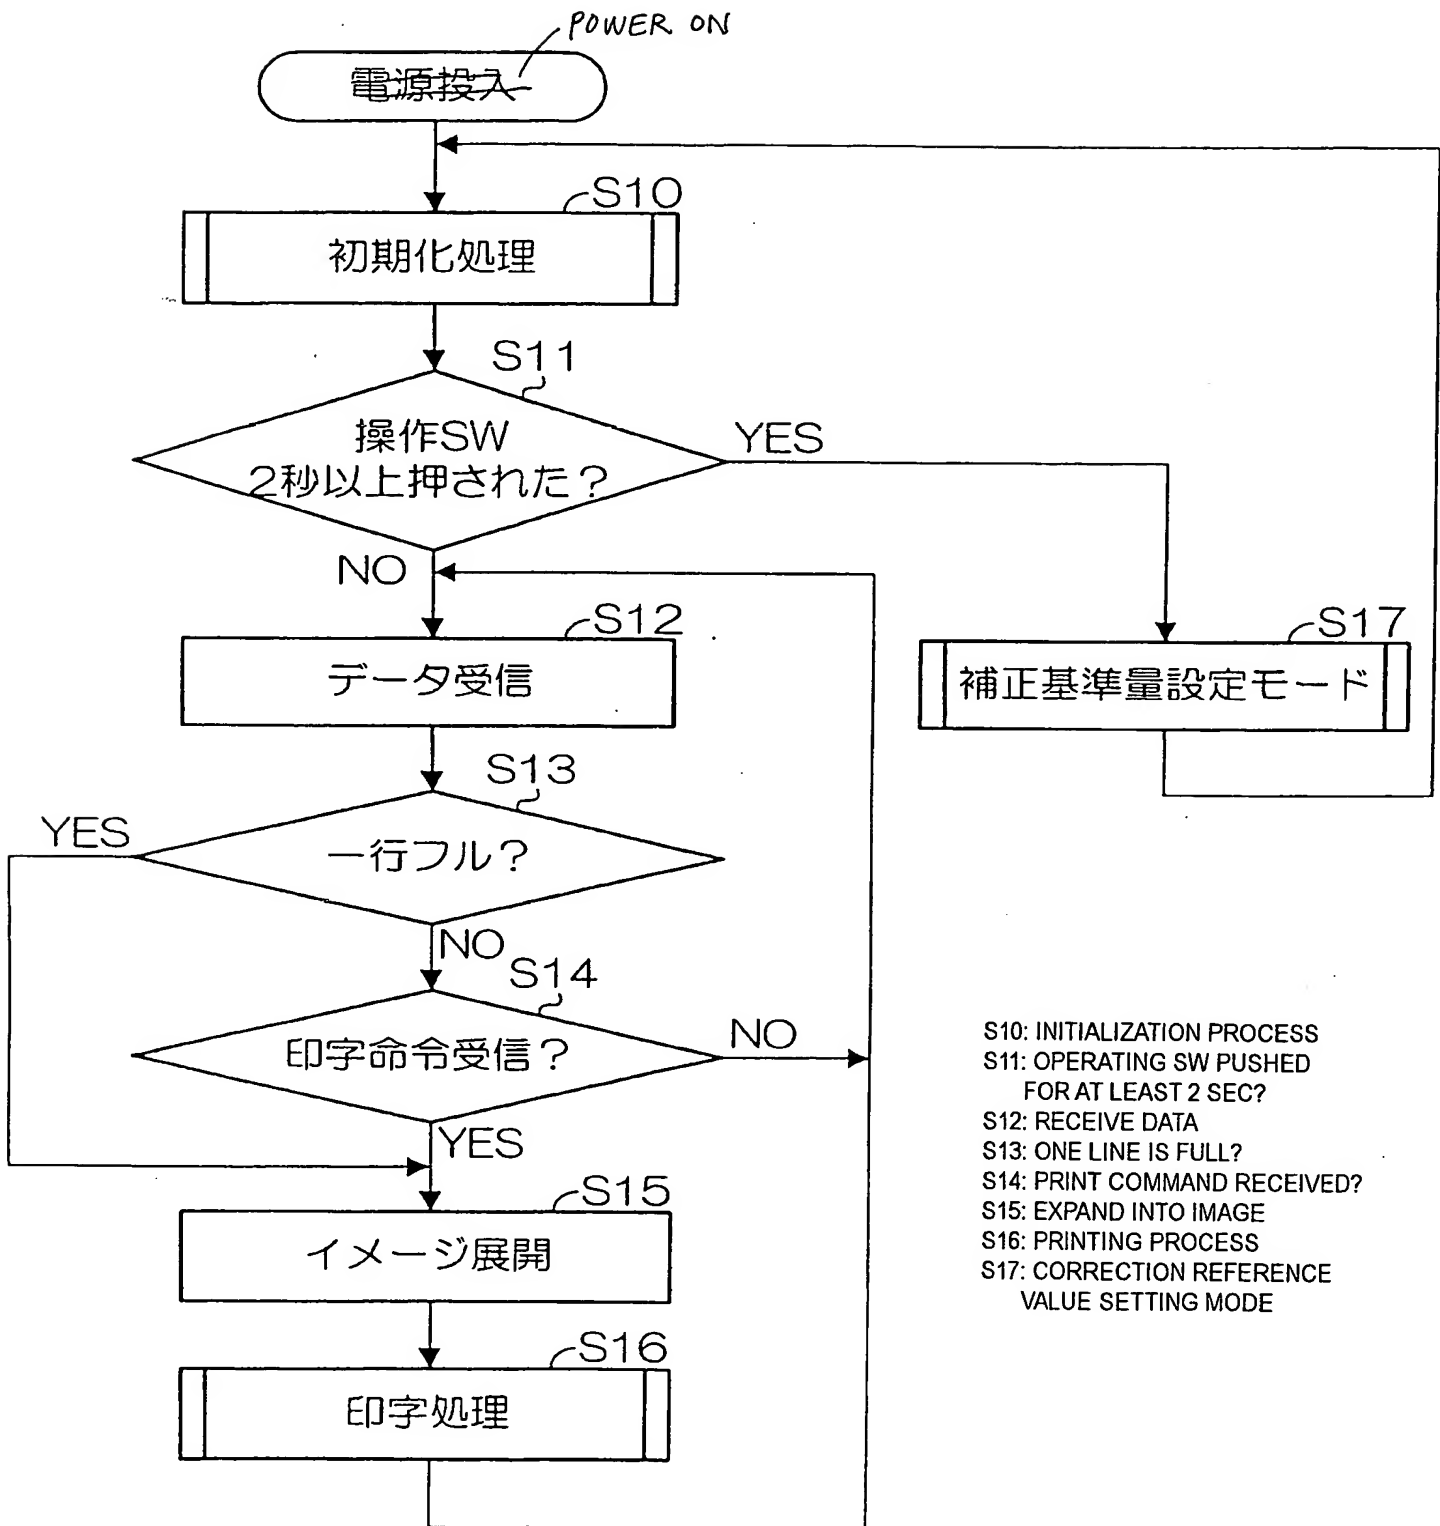 POWER ON
電源投入
S10
初期化処理
S11
操作SW
2秒以上押された?
YES
NO
S12
データ受信
S17
補正基準量設定モード
S13
YES
一行フル?
NO
S14
印字命令受信?
NO
YES
S15
イメージ展開
S16
印字処理
S10: INITIALIZATION PROCESS
S11: OPERATING SW PUSHED
FOR AT LEAST 2 SEC?
S12: RECEIVE DATA
S13: ONE LINE IS FULL?
S14: PRINT COMMAND RECEIVED?
S15: EXPAND INTO IMAGE
S16: PRINTING PROCESS
S17: CORRECTION REFERENCE
VALUE SETTING MODE